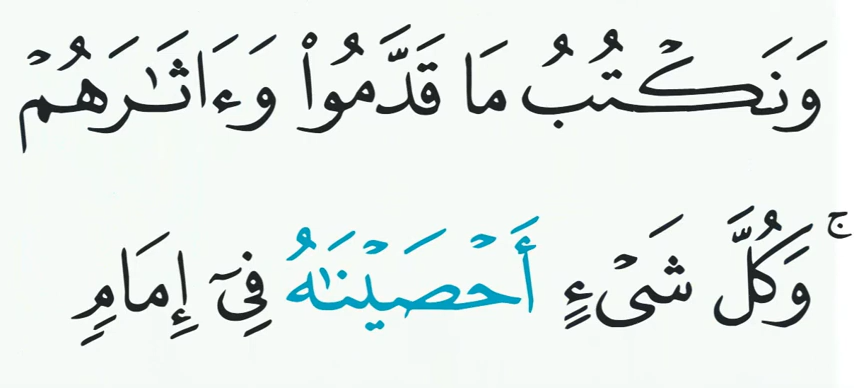 وَنَكْتُبُ مَا قَدَّمُوا۟ وَءَاثَـٰرَهُمْ
ۚ وَكُلَّ شَىْءٍ أَحْصَيْنَـٰهُ فِىٓ إِمَامٍ